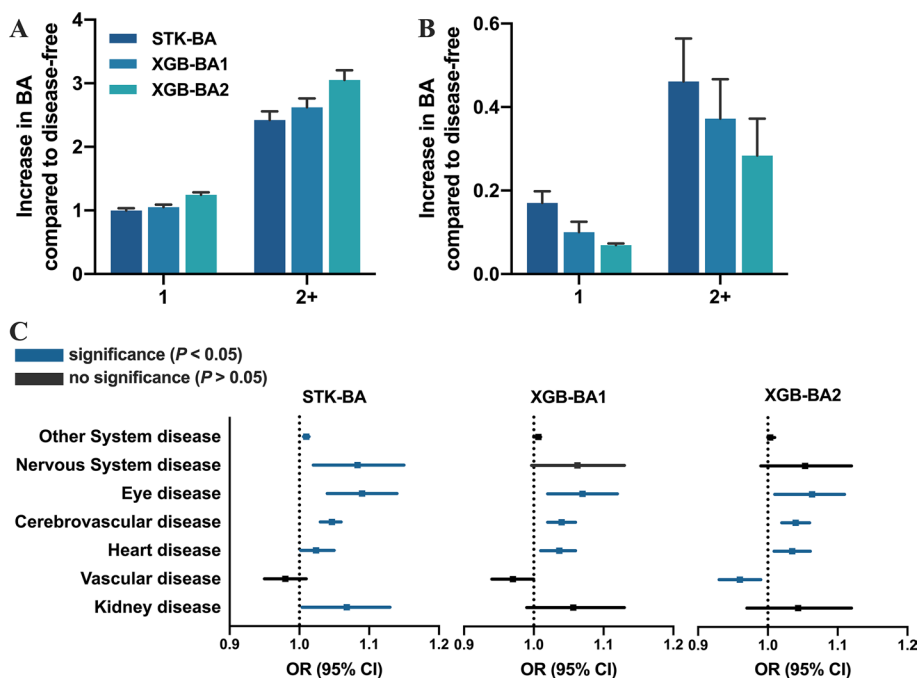 A
Increase in BA
compared to disease-free
4
3
2
1
0
STK-BA
XGB-BA1
XGB-BA2
1
2+
B
Increase in BA
compared to disease-free
0.6
0.4
0.2
0.0
1
2+
C
significance (P < 0.05)
no significance (P > 0.05)
STK-BA
XGB-BA1
XGB-BA2
Other System disease
Nervous System disease
Eye disease
Cerebrovascular disease
Heart disease
Vascular disease
Kidney disease
0.9 1.0 1.1 1.2
0.9 1.0 1.1 1.2
0.9 1.0 1.1 1.2
OR (95% CI)
OR (95% CI)
OR (95% CI)